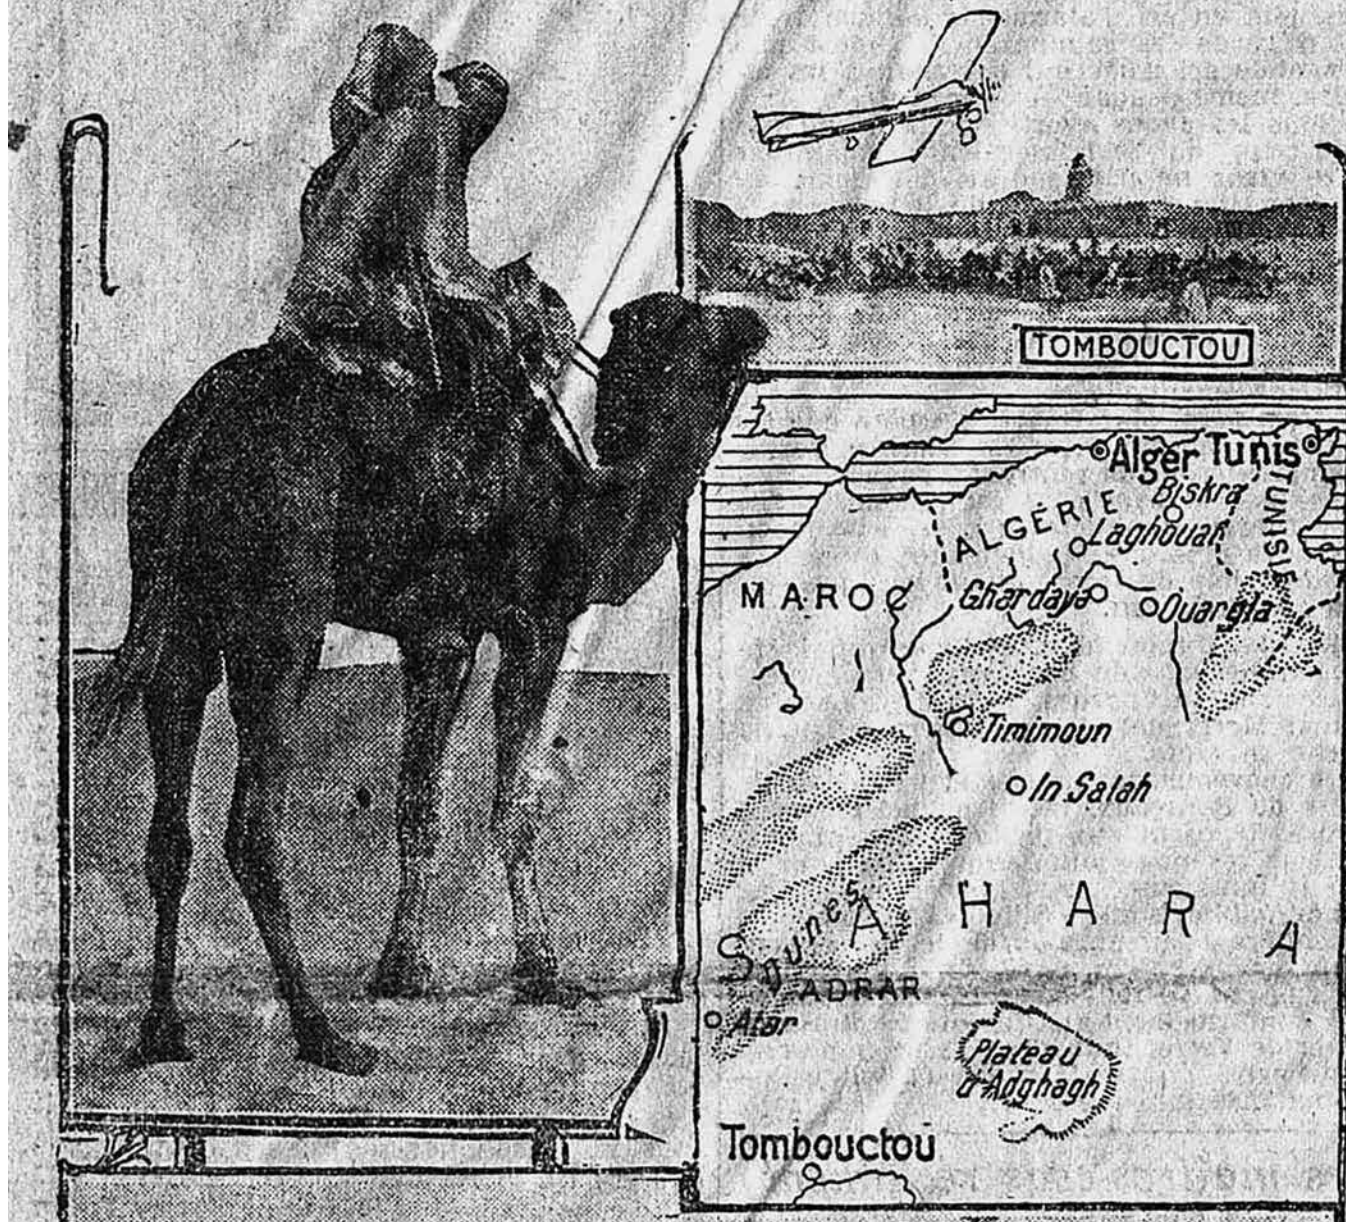 TOMBOUCTOU
Alger
Tunis
Biskra
ALGÉRIE
TUNISIE
Laghouat
MAROC
Ghardaya
Ouargla
Timimoun
In Salah
SAHARA
Dunes
ADRAR
Atar
Plateau
d'Adghagh
Tombouctou